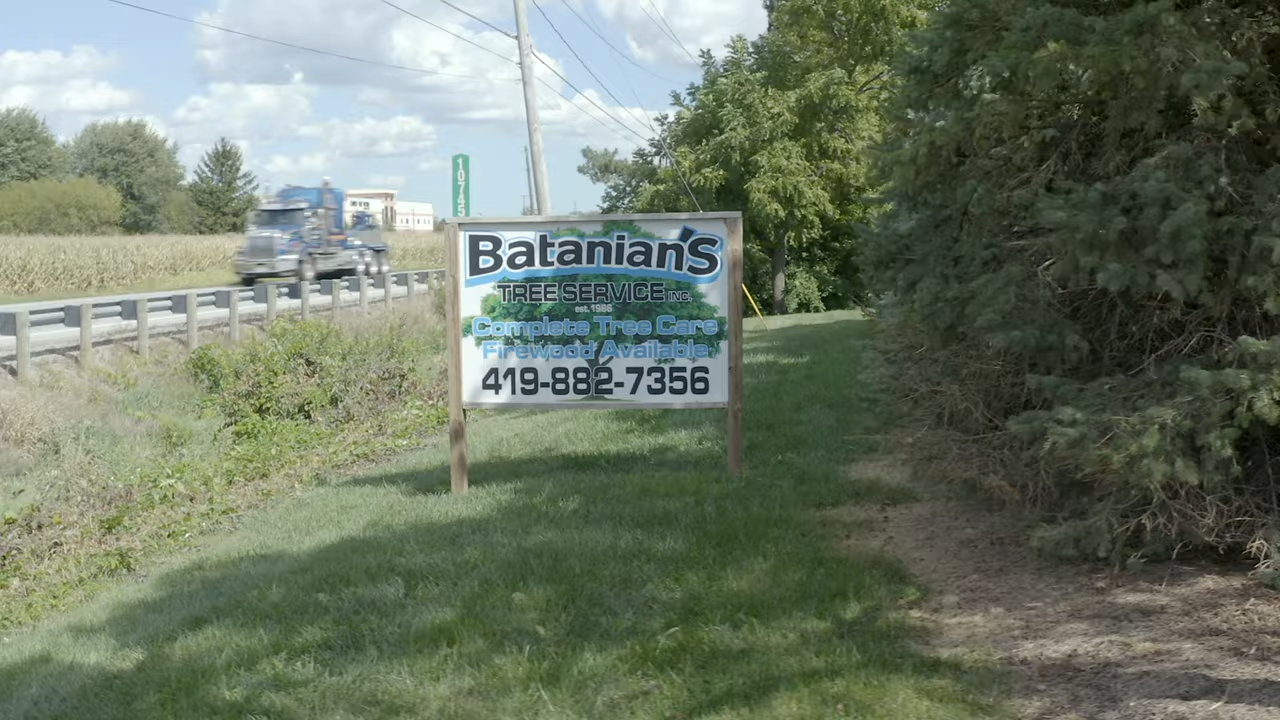 10745
Batanian's
TREE SERVICE INC.
est. 1986
Complete Tree Care
Firewood Available
419-882-7356